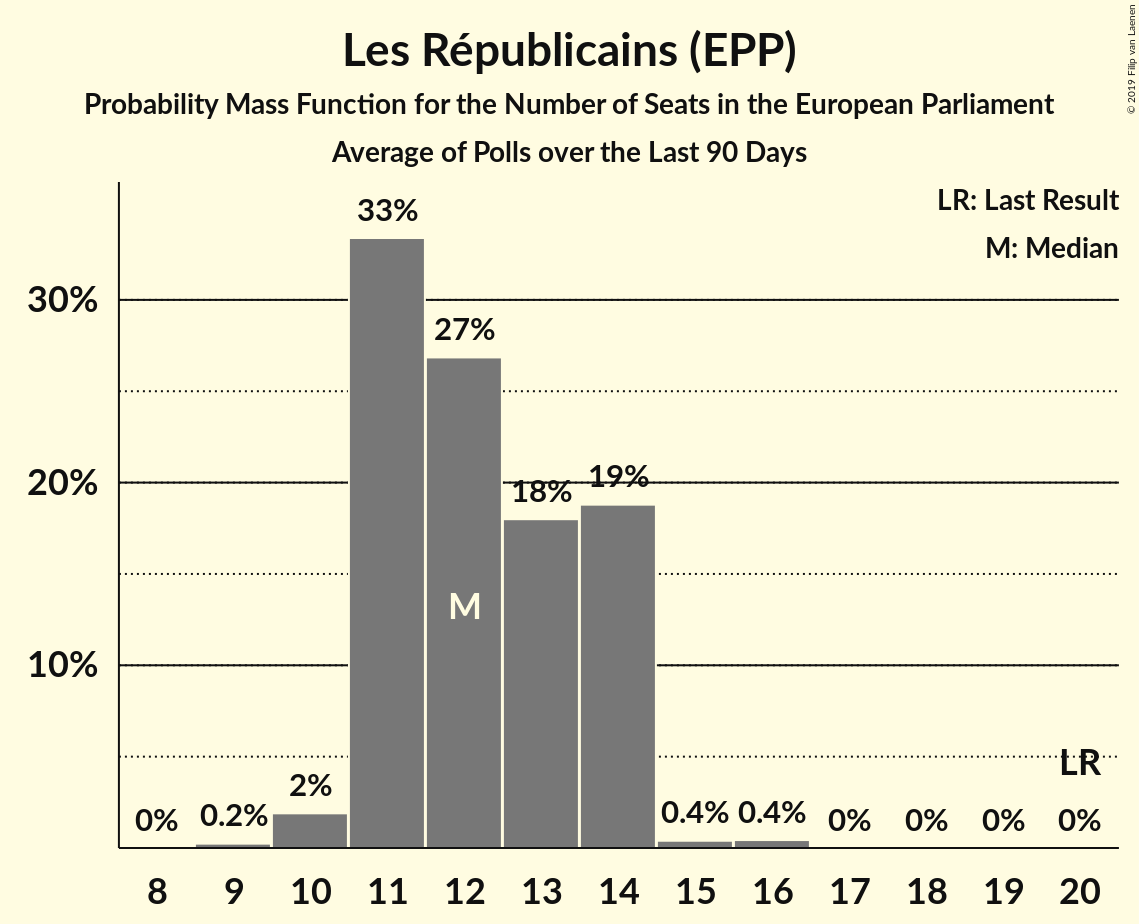 Les Républicains (EPP)
Probability Mass Function for the Number of Seats in the European Parliament
Average of Polls over the Last 90 Days
© 2019 Filip van Laenen
LR: Last Result
M: Median
33%
30%
27%
20%
18%
19%
M
10%
LR
0%
0.2%
2%
0.4%
0.4%
0%
0%
0%
0%
8 9 10 11 12 13 14 15 16 17 18 19 20